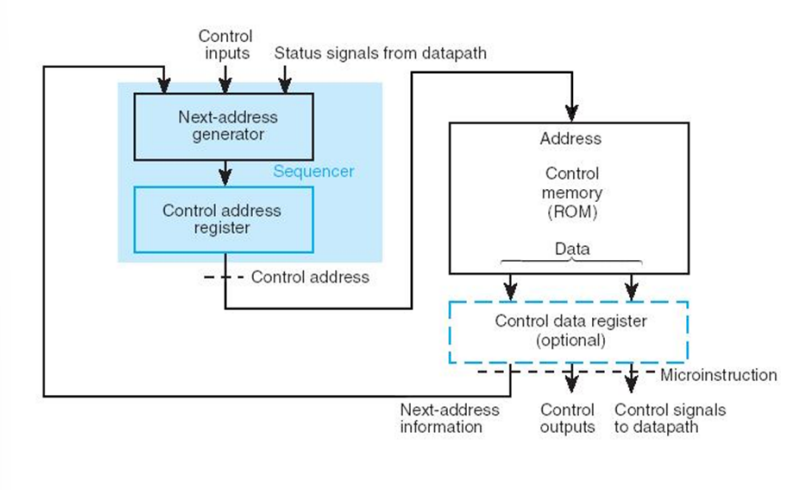 Control
inputs
Status signals from datapath
Next-address
generator
Sequencer
Control address
register
Control address
Address
Control
memory
(ROM)
Data
Control data register
(optional)
Microinstruction
Next-address
information
Control
outputs
Control signals
to datapath